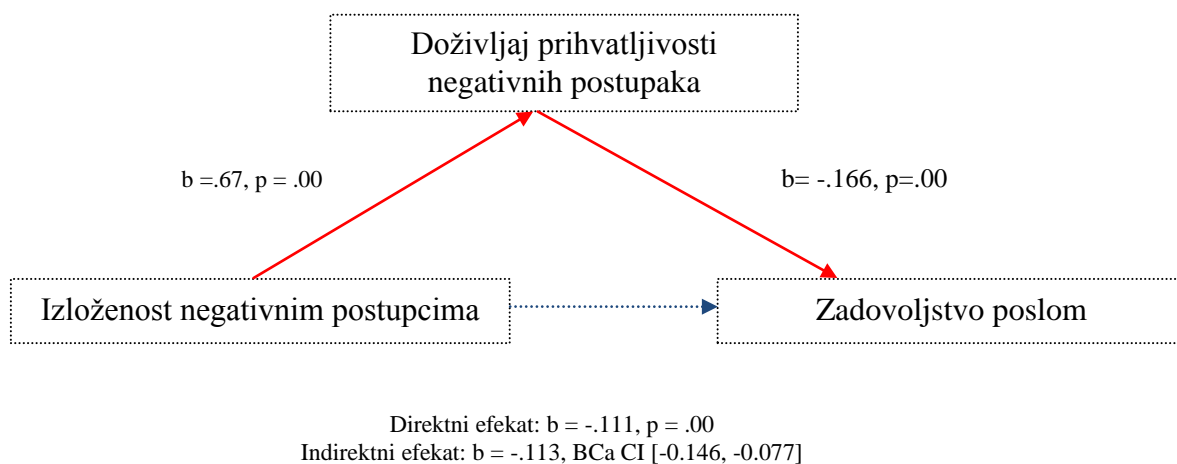 Doživljaj prihvatljivosti
negativnih postupaka
b =.67, p = .00
b= -.166, p=.00
Izloženost negativnim postupcima
Zadovoljstvo poslom
Direktni efekat: b = -.111, p = .00
Indirektni efekat: b = -.113, BCa CI [-0.146, -0.077]